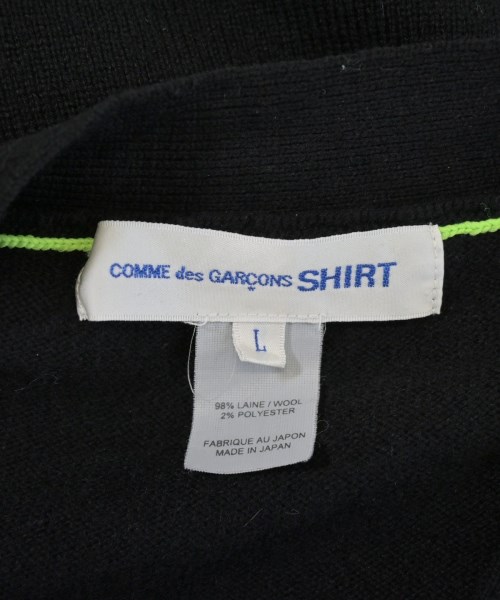 COMME des GARÇONS SHIRT
L
98% LAINE / WOOL
2% POLYESTER
FABRIQUE AU JAPON
MADE IN JAPAN